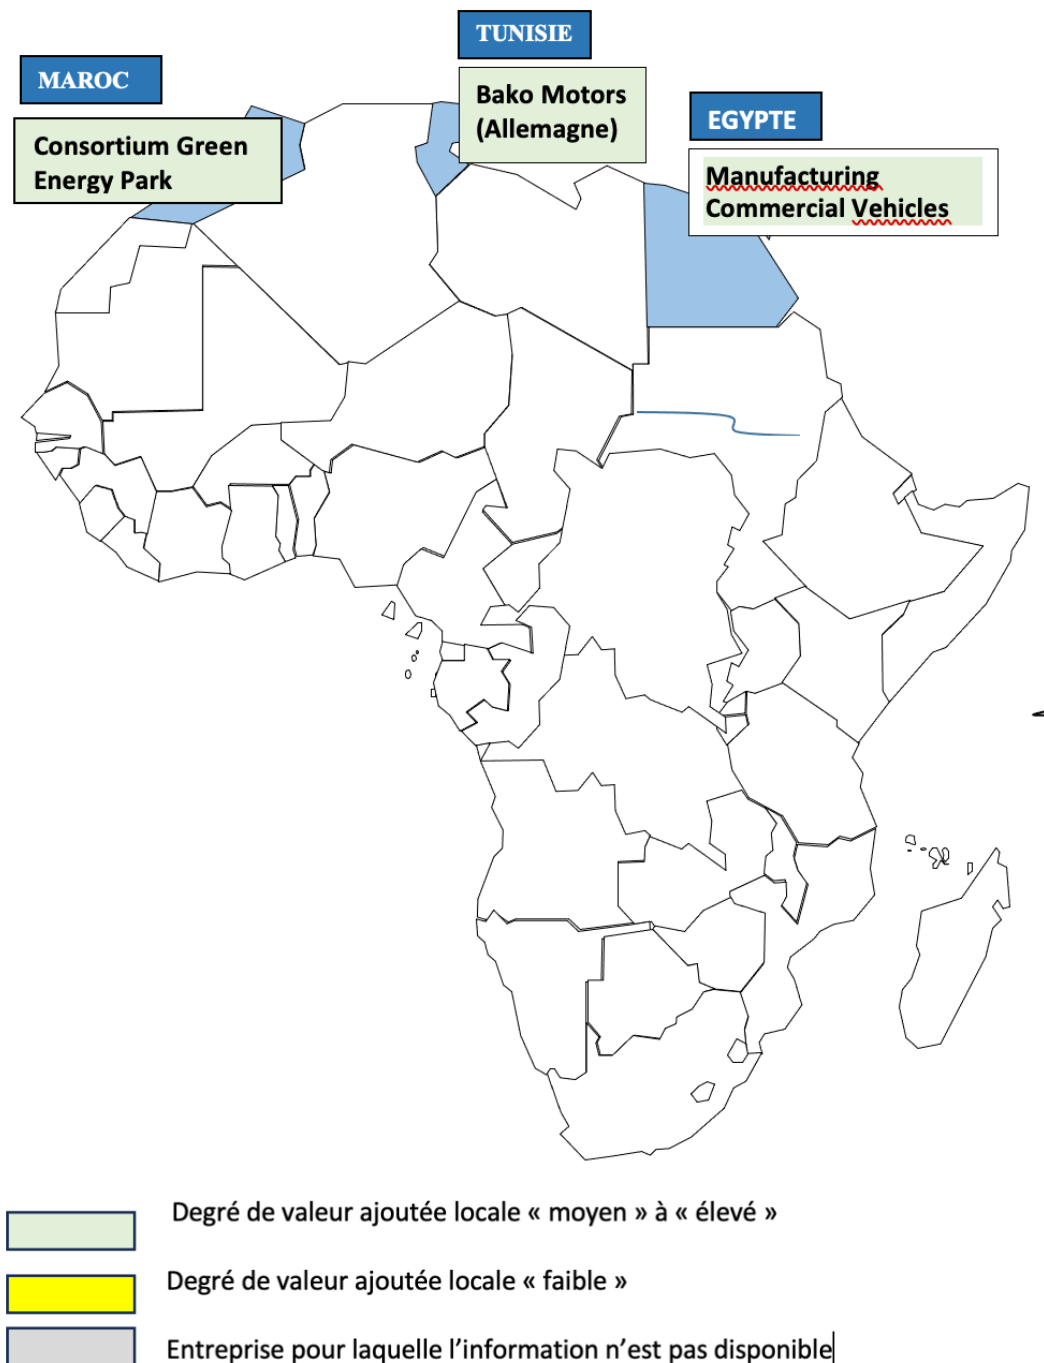 TUNISIE
MAROC
Bako Motors
(Allemagne)
EGYPTE
Consortium Green
Energy Park
Manufacturing
Commercial Vehicles
Degré de valeur ajoutée locale « moyen » à « élevé »
Degré de valeur ajoutée locale « faible »
Entreprise pour laquelle l’information n’est pas disponible